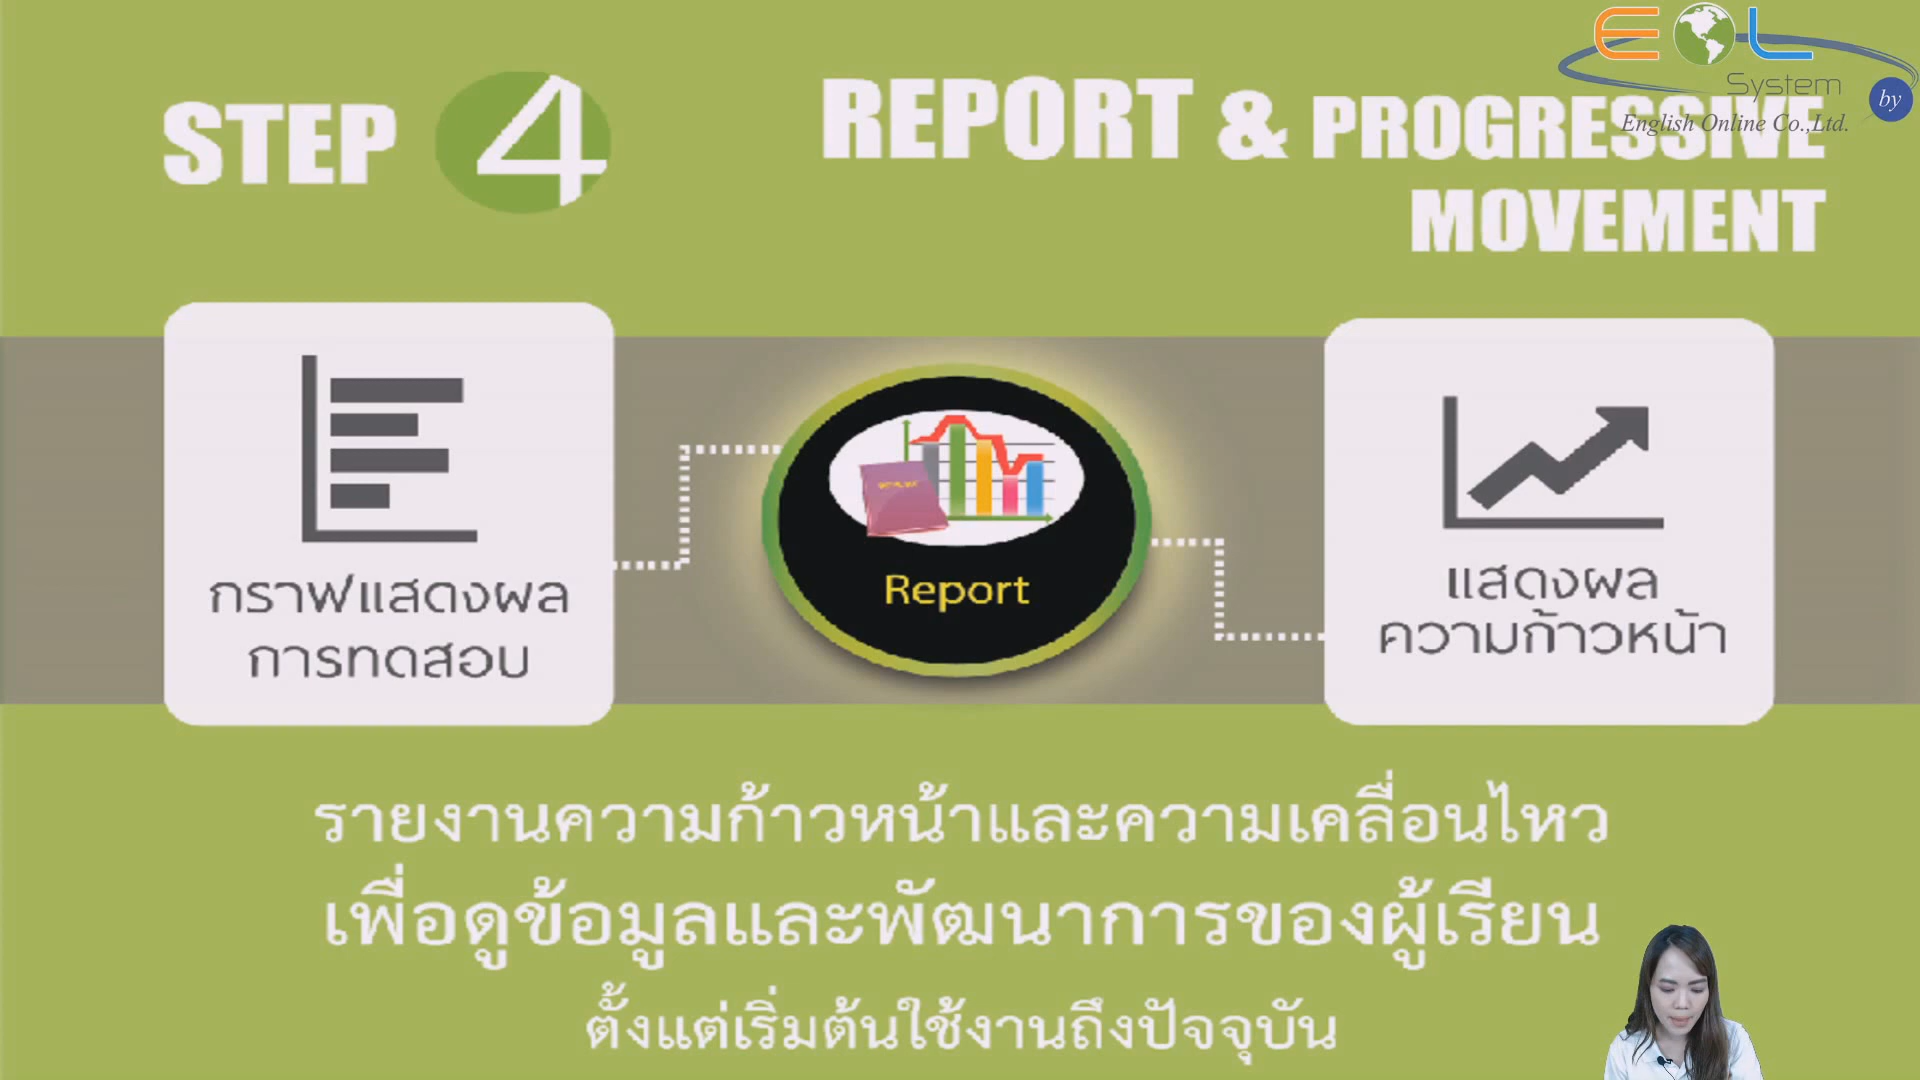 STEP 4
REPORT & PROGRESSIVE
MOVEMENT
EOL
System
by
English Online Co.,Ltd.
กราฟแสดงผล
การทดสอบ
Report
แสดงผล
ความก้าวหน้า
รายงานความก้าวหน้าและความเคลื่อนไหว
เพื่อดูข้อมูลและพัฒนาการของผู้เรียน
ตั้งแต่เริ่มต้นใช้งานถึงปัจจุบัน